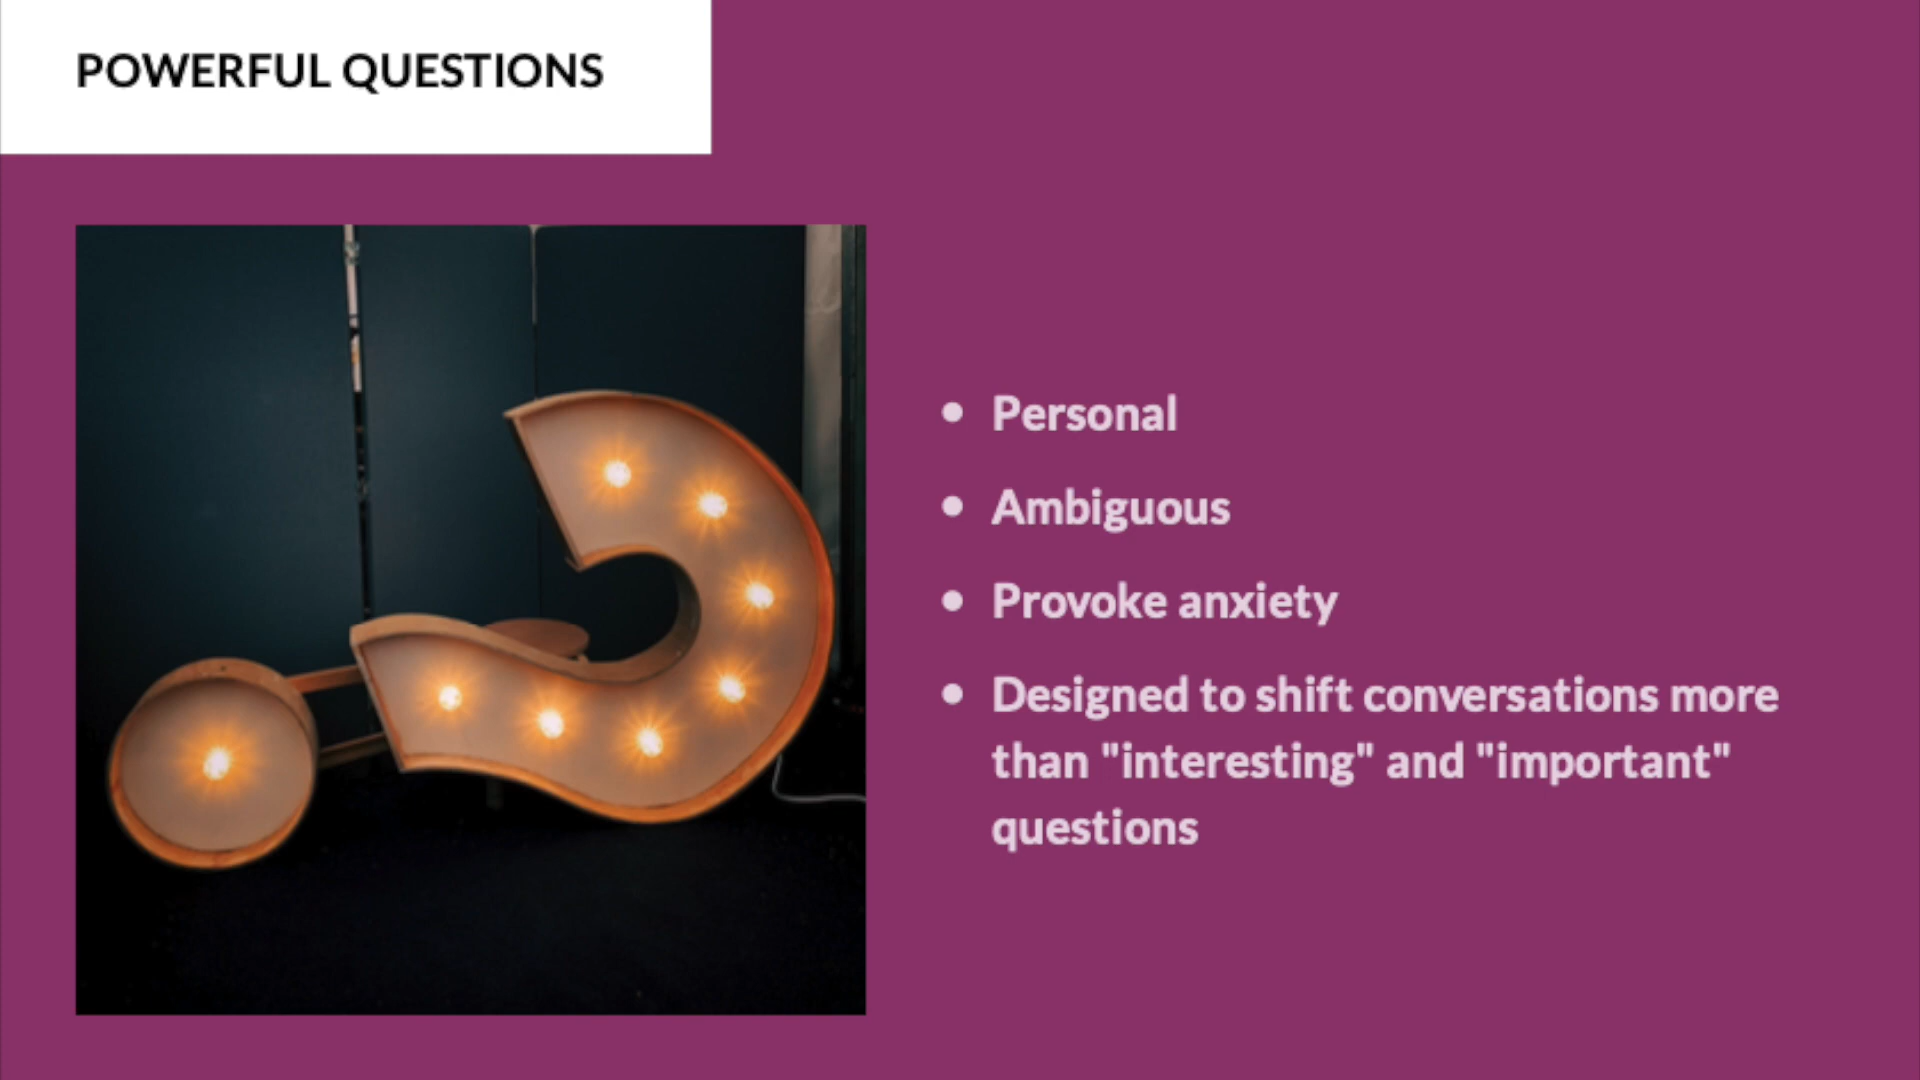 POWERFUL QUESTIONS
• Personal
• Ambiguous
• Provoke anxiety
• Designed to shift conversations more
than "interesting" and "important"
questions